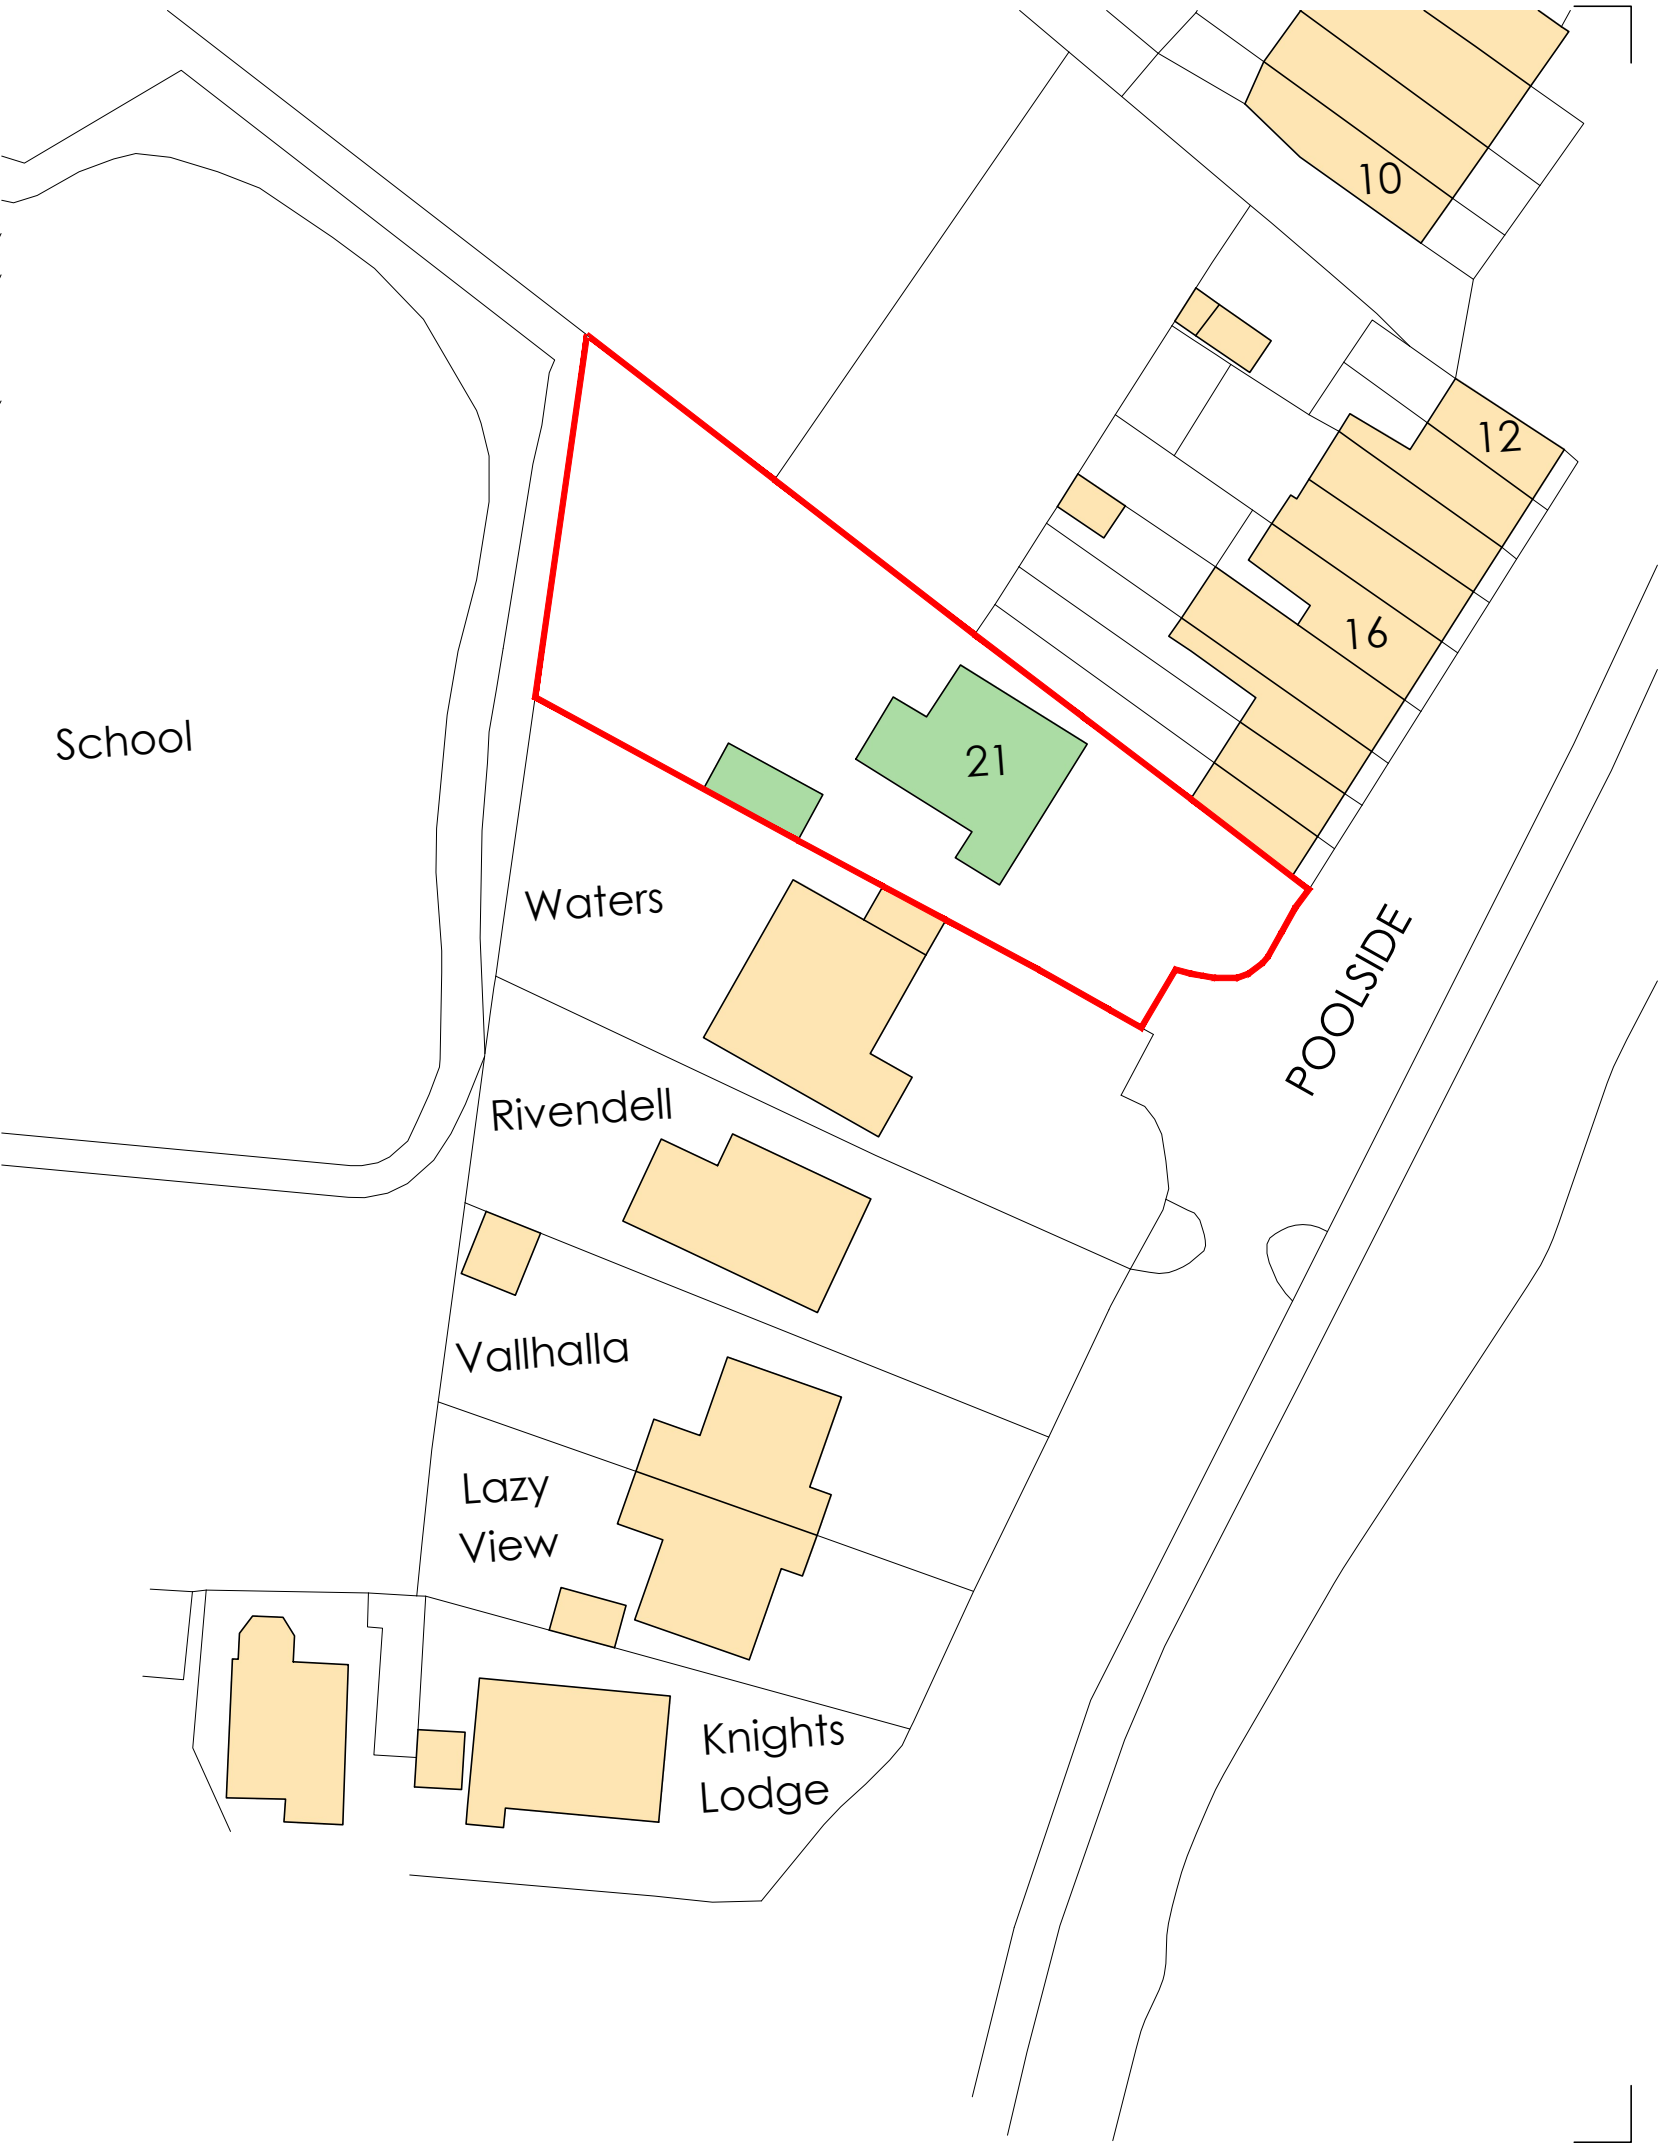 10
12
16
School
21
Waters
POOLSIDE
Rivendell
Vallhalla
Lazy
View
Knights
Lodge